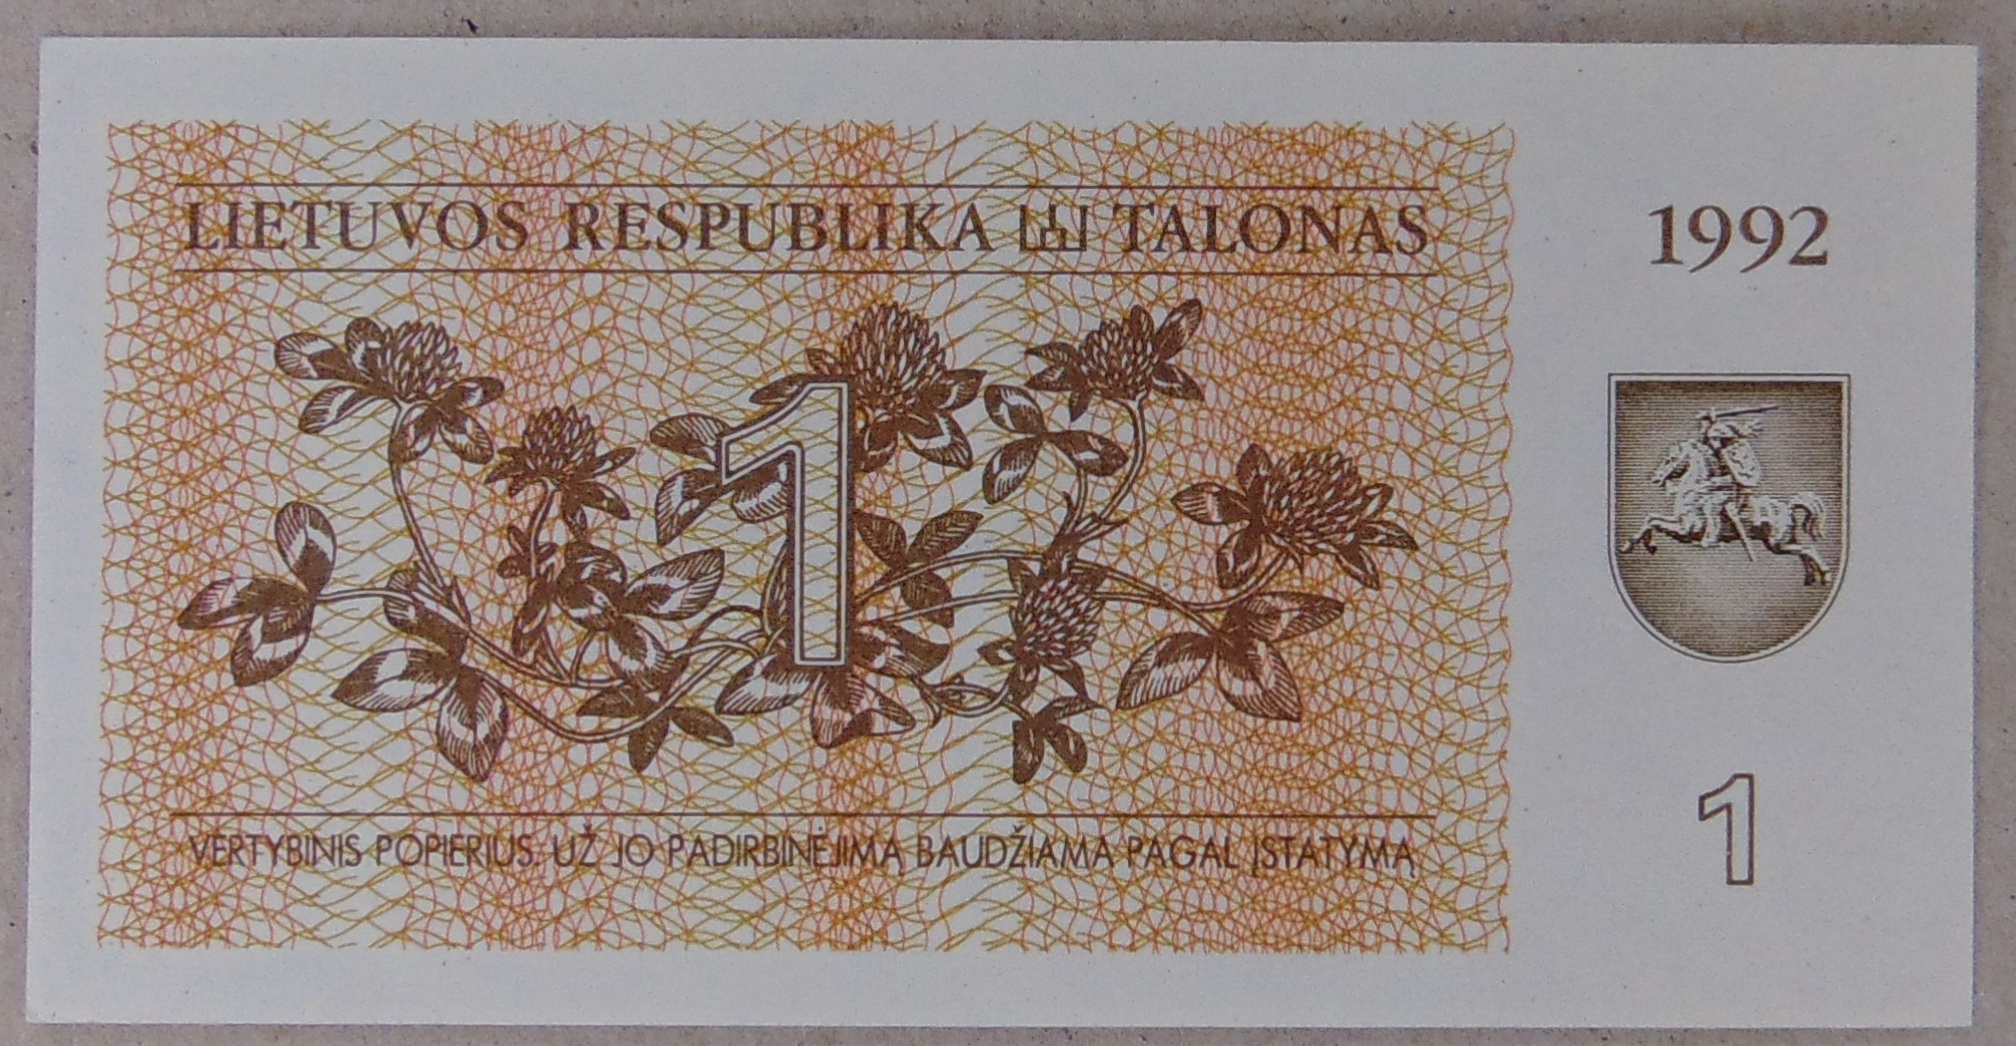 LIETUVOS RESPUBLIKA TALONAS
1992
1
VERTYBINIS POPIERIUS. UŽ JO PADIRBINĖJIMĄ BAUDŽIAMA PAGAL ĮSTATYMĄ
1